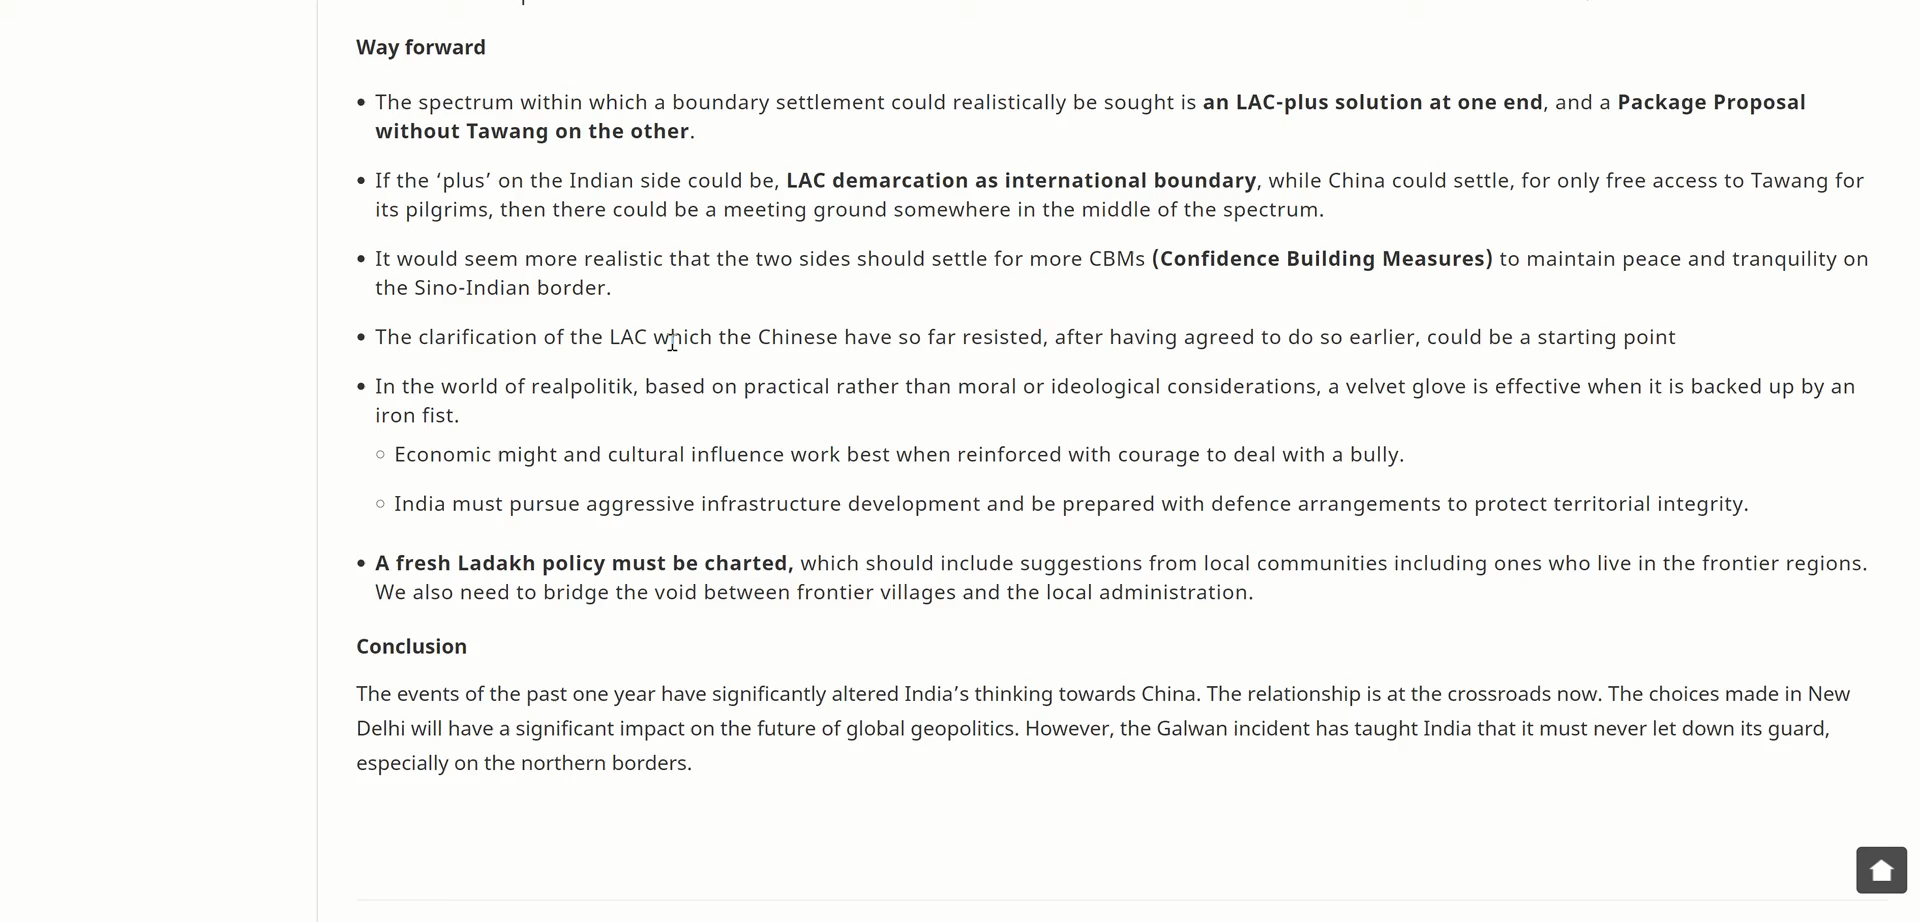 Way forward
• The spectrum within which a boundary settlement could realistically be sought is an LAC-plus solution at one end, and a Package Proposal
without Tawang on the other.
• If the ‘plus’ on the Indian side could be, LAC demarcation as international boundary, while China could settle, for only free access to Tawang for
its pilgrims, then there could be a meeting ground somewhere in the middle of the spectrum.
• It would seem more realistic that the two sides should settle for more CBMs (Confidence Building Measures) to maintain peace and tranquility on
the Sino-Indian border.
• The clarification of the LAC which the Chinese have so far resisted, after having agreed to do so earlier, could be a starting point
• In the world of realpolitik, based on practical rather than moral or ideological considerations, a velvet glove is effective when it is backed up by an
iron fist.
○ Economic might and cultural influence work best when reinforced with courage to deal with a bully.
○ India must pursue aggressive infrastructure development and be prepared with defence arrangements to protect territorial integrity.
• A fresh Ladakh policy must be charted, which should include suggestions from local communities including ones who live in the frontier regions.
We also need to bridge the void between frontier villages and the local administration.
Conclusion
The events of the past one year have significantly altered India’s thinking towards China. The relationship is at the crossroads now. The choices made in New
Delhi will have a significant impact on the future of global geopolitics. However, the Galwan incident has taught India that it must never let down its guard,
especially on the northern borders.